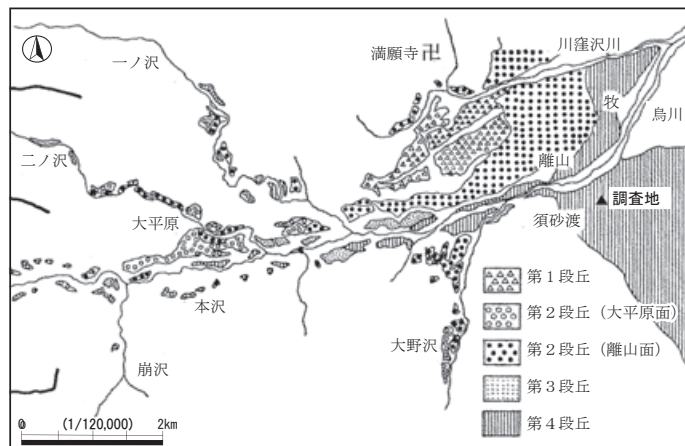 一ノ沢
満願寺
川窪沢川
牧
烏川
二ノ沢
離山
大平原
須砂渡
▲調査地
本沢
大野沢
崩沢
第1段丘
第2段丘(大平原面)
第2段丘(離山面)
第3段丘
第4段丘
0 (1/120,000) 2km